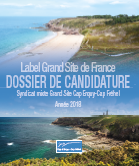 Label Grand Site de France
DOSSIER DE CANDIDATURE
Syndicat mixte Grand Site Cap Erquy-Cap Fréhel
Année 2018